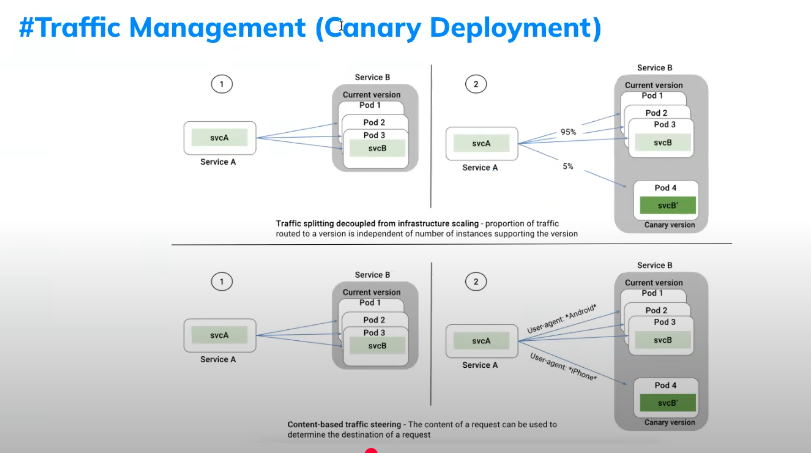 #Traffic Management (Canary Deployment)
1
Service B
Current version
Pod 1
Pod 2
Pod 3
svcB
svcA
Service A
2
Service B
Current version
Pod 1
Pod 2
Pod 3
svcB
svcA
Service A
95%
5%
Pod 4
svcB'
Canary version
Traffic splitting decoupled from infrastructure scaling - proportion of traffic
routed to a version is independent of number of instances supporting the version
1
Service B
Current version
Pod 1
Pod 2
Pod 3
svcB
svcA
Service A
2
Service B
Current version
Pod 1
Pod 2
Pod 3
svcB
svcA
Service A
User-agent: *Android*
User-agent: *iPhone*
Pod 4
svcB'
Canary version
Content-based traffic steering - The content of a request can be used to
determine the destination of a request